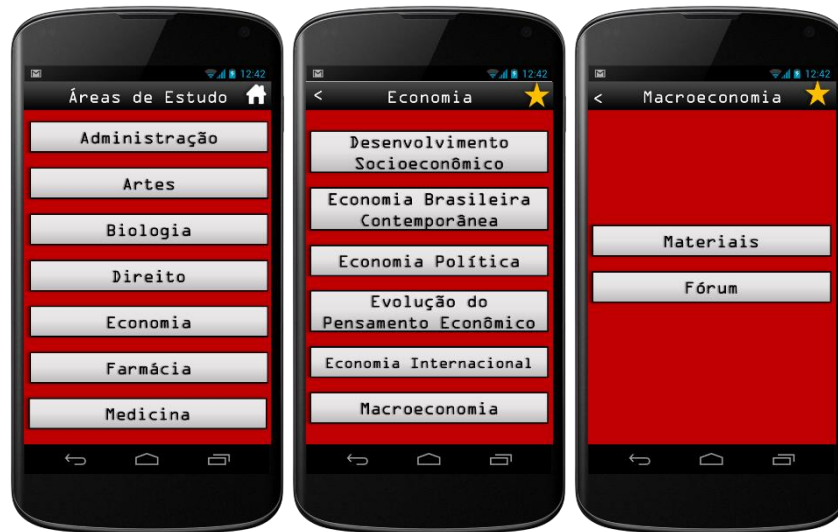 12:42
Áreas de Estudo
Administração
Artes
Biologia
Direito
Economia
Farmácia
Medicina
12:42
< Economia
Desenvolvimento
Socioeconômico
Economia Brasileira
Contemporânea
Economia Política
Evolução do
Pensamento Econômico
Economia Internacional
Macroeconomia
12:42
< Macroeconomia
Materiais
Fórum